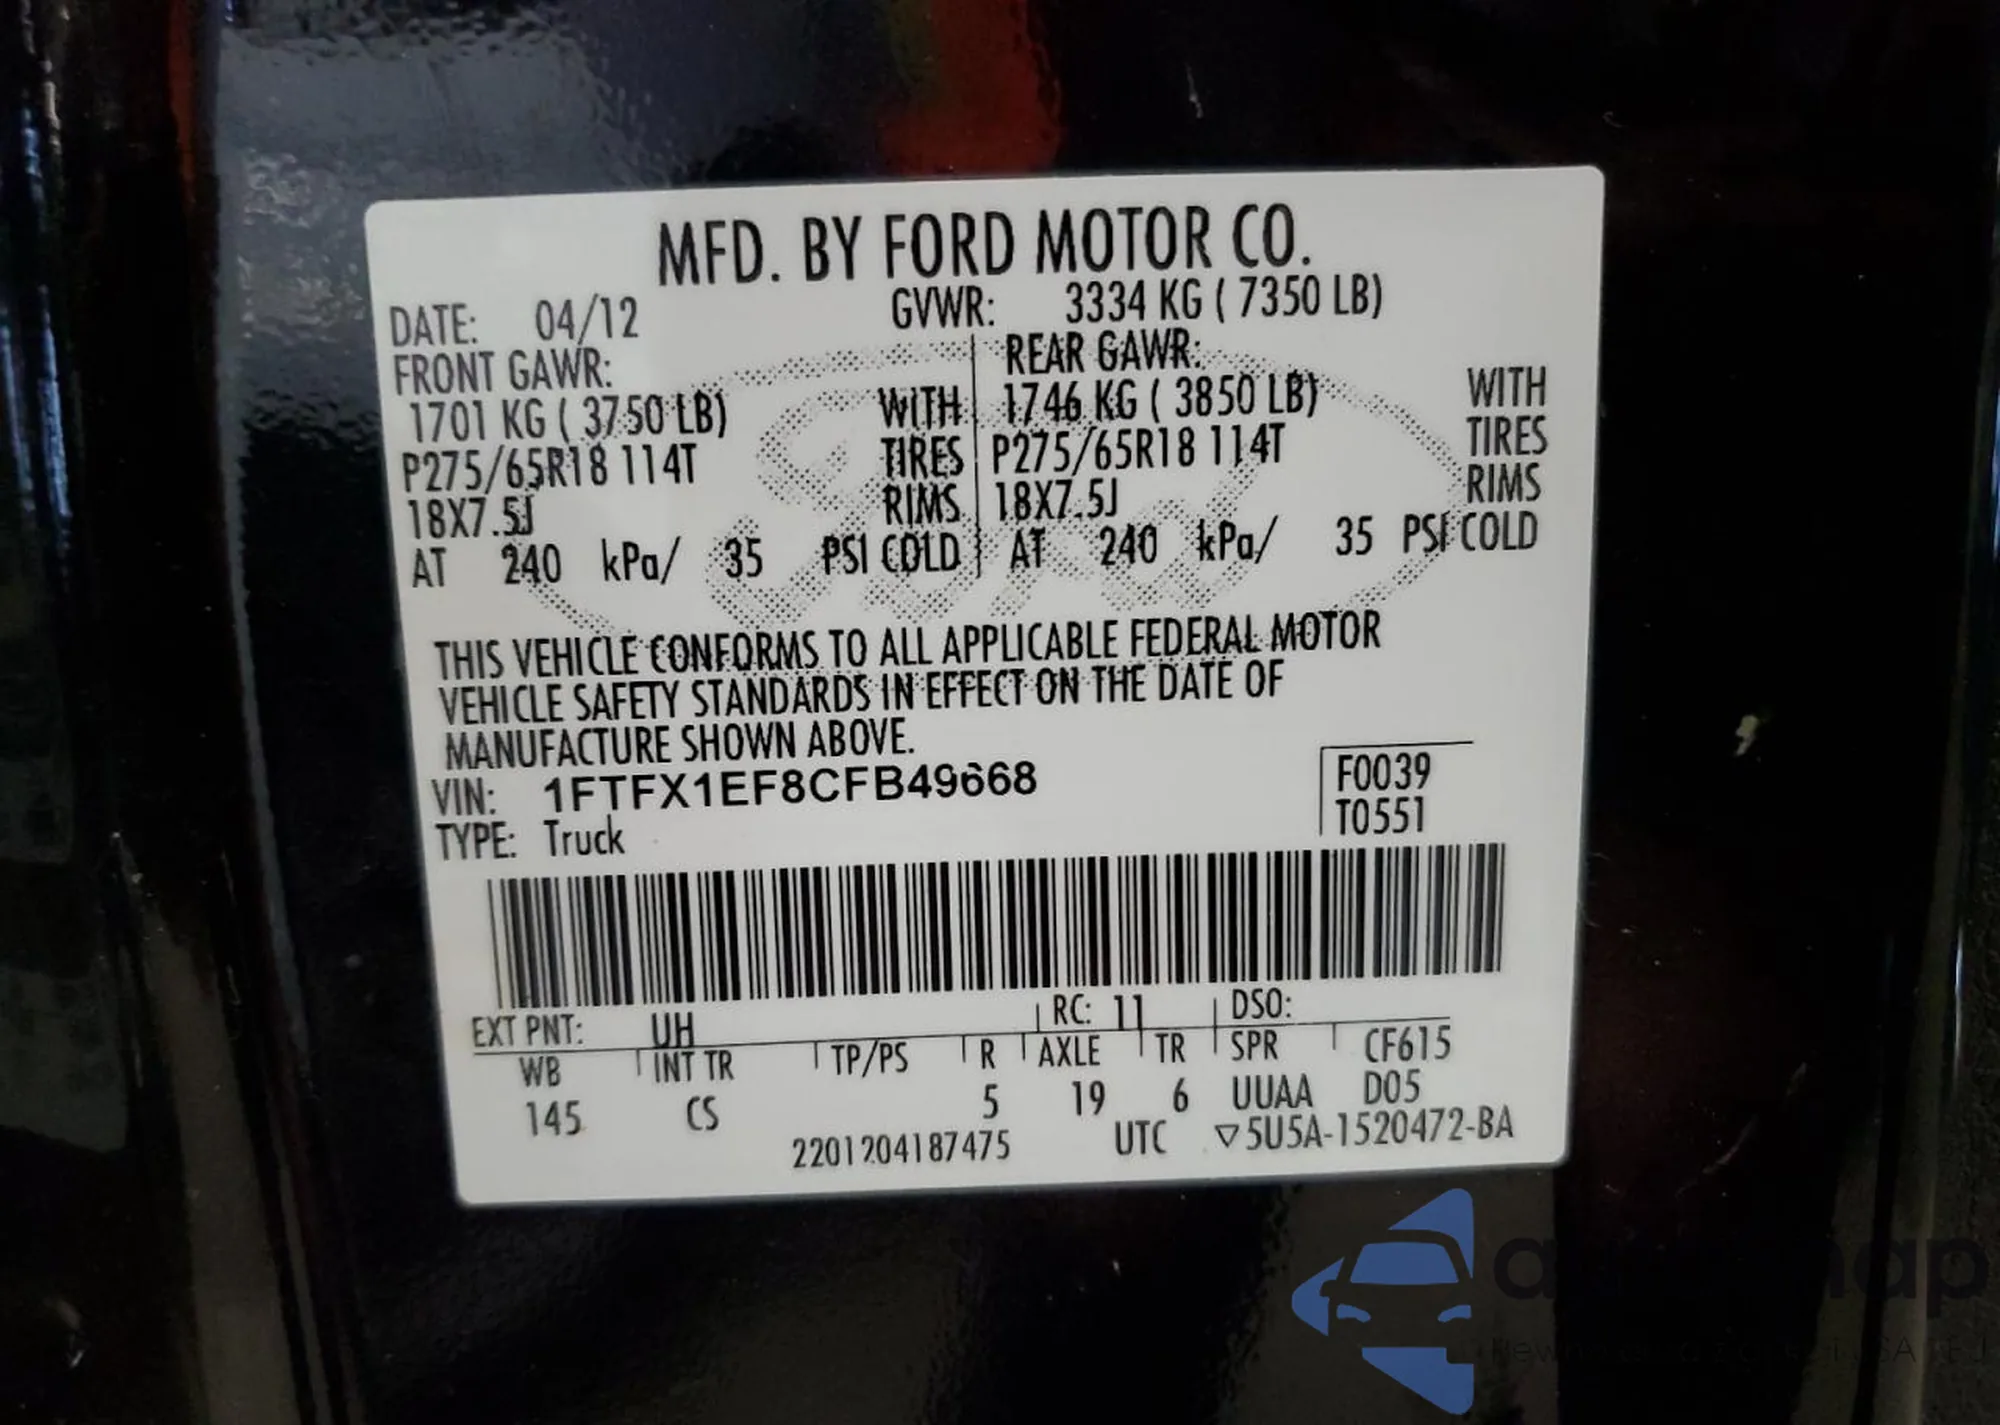 MFD. BY FORD MOTOR CO.
DATE: 04/12 GVWR: 3334 KG ( 7350 LB)
FRONT GAWR: REAR GAWR:
1701 KG ( 3750 LB) WITH 1746 KG ( 3850 LB) WITH
P275/65R18 114T TIRES P275/65R18 114T TIRES
18X7.5J RIMS 18X7.5J RIMS
AT 240 kPa/ 35 PSI COLD AT 240 kPa/ 35 PSI COLD
THIS VEHICLE CONFORMS TO ALL APPLICABLE FEDERAL MOTOR
VEHICLE SAFETY STANDARDS IN EFFECT ON THE DATE OF
MANUFACTURE SHOWN ABOVE.
VIN: 1FTFX1EF8CFB49668 F0039
TYPE: Truck T0551
EXT PNT: UH RC: 11 DSO:
WB INT TR TP/PS R AXLE TR SPR CF615
145 CS 5 19 6 UUAA D05
2201204187475 UTC ▽5U5A-1520472-BA